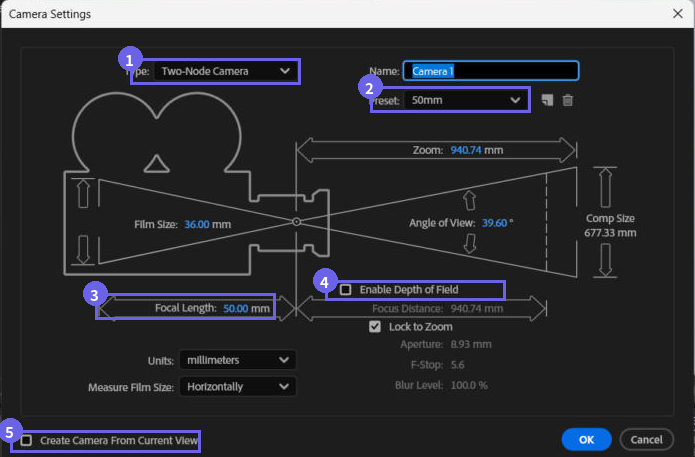 Camera Settings
1
Type: Two-Node Camera
Name: Camera 1
2
Preset: 50mm
Zoom: 940.74 mm
Film Size: 36.00 mm
Angle of View: 39.60 °
Comp Size
677.33 mm
3
Focal Length: 50.00 mm
4
Enable Depth of Field
Focus Distance: 940.74 mm
Lock to Zoom
Aperture: 8.93 mm
F-Stop: 5.6
Blur Level: 100.0 %
Units: millimeters
Measure Film Size: Horizontally
5
Create Camera From Current View
OK
Cancel